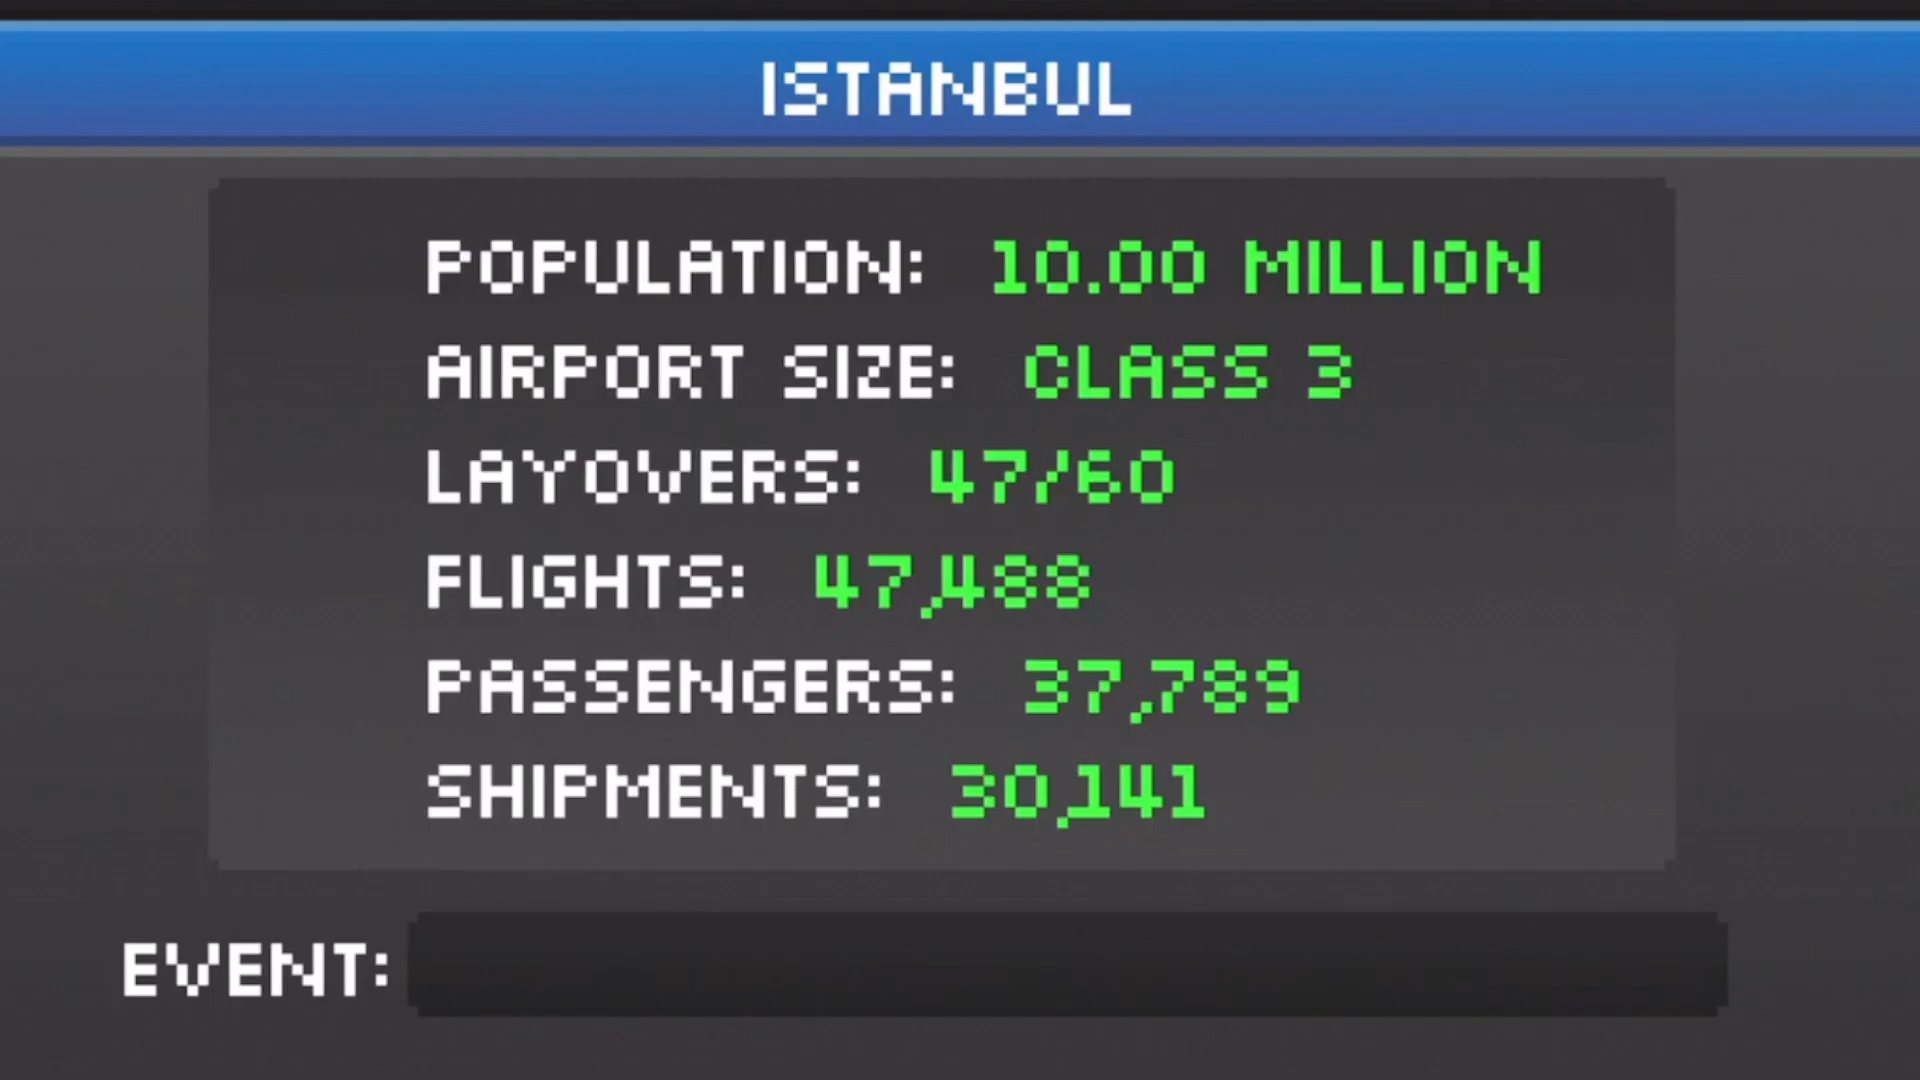 ISTANBUL
POPULATION: 10.00 MILLION
AIRPORT SIZE: CLASS 3
LAYOVERS: 47/60
FLIGHTS: 47,488
PASSENGERS: 37,789
SHIPMENTS: 30,141
EVENT: